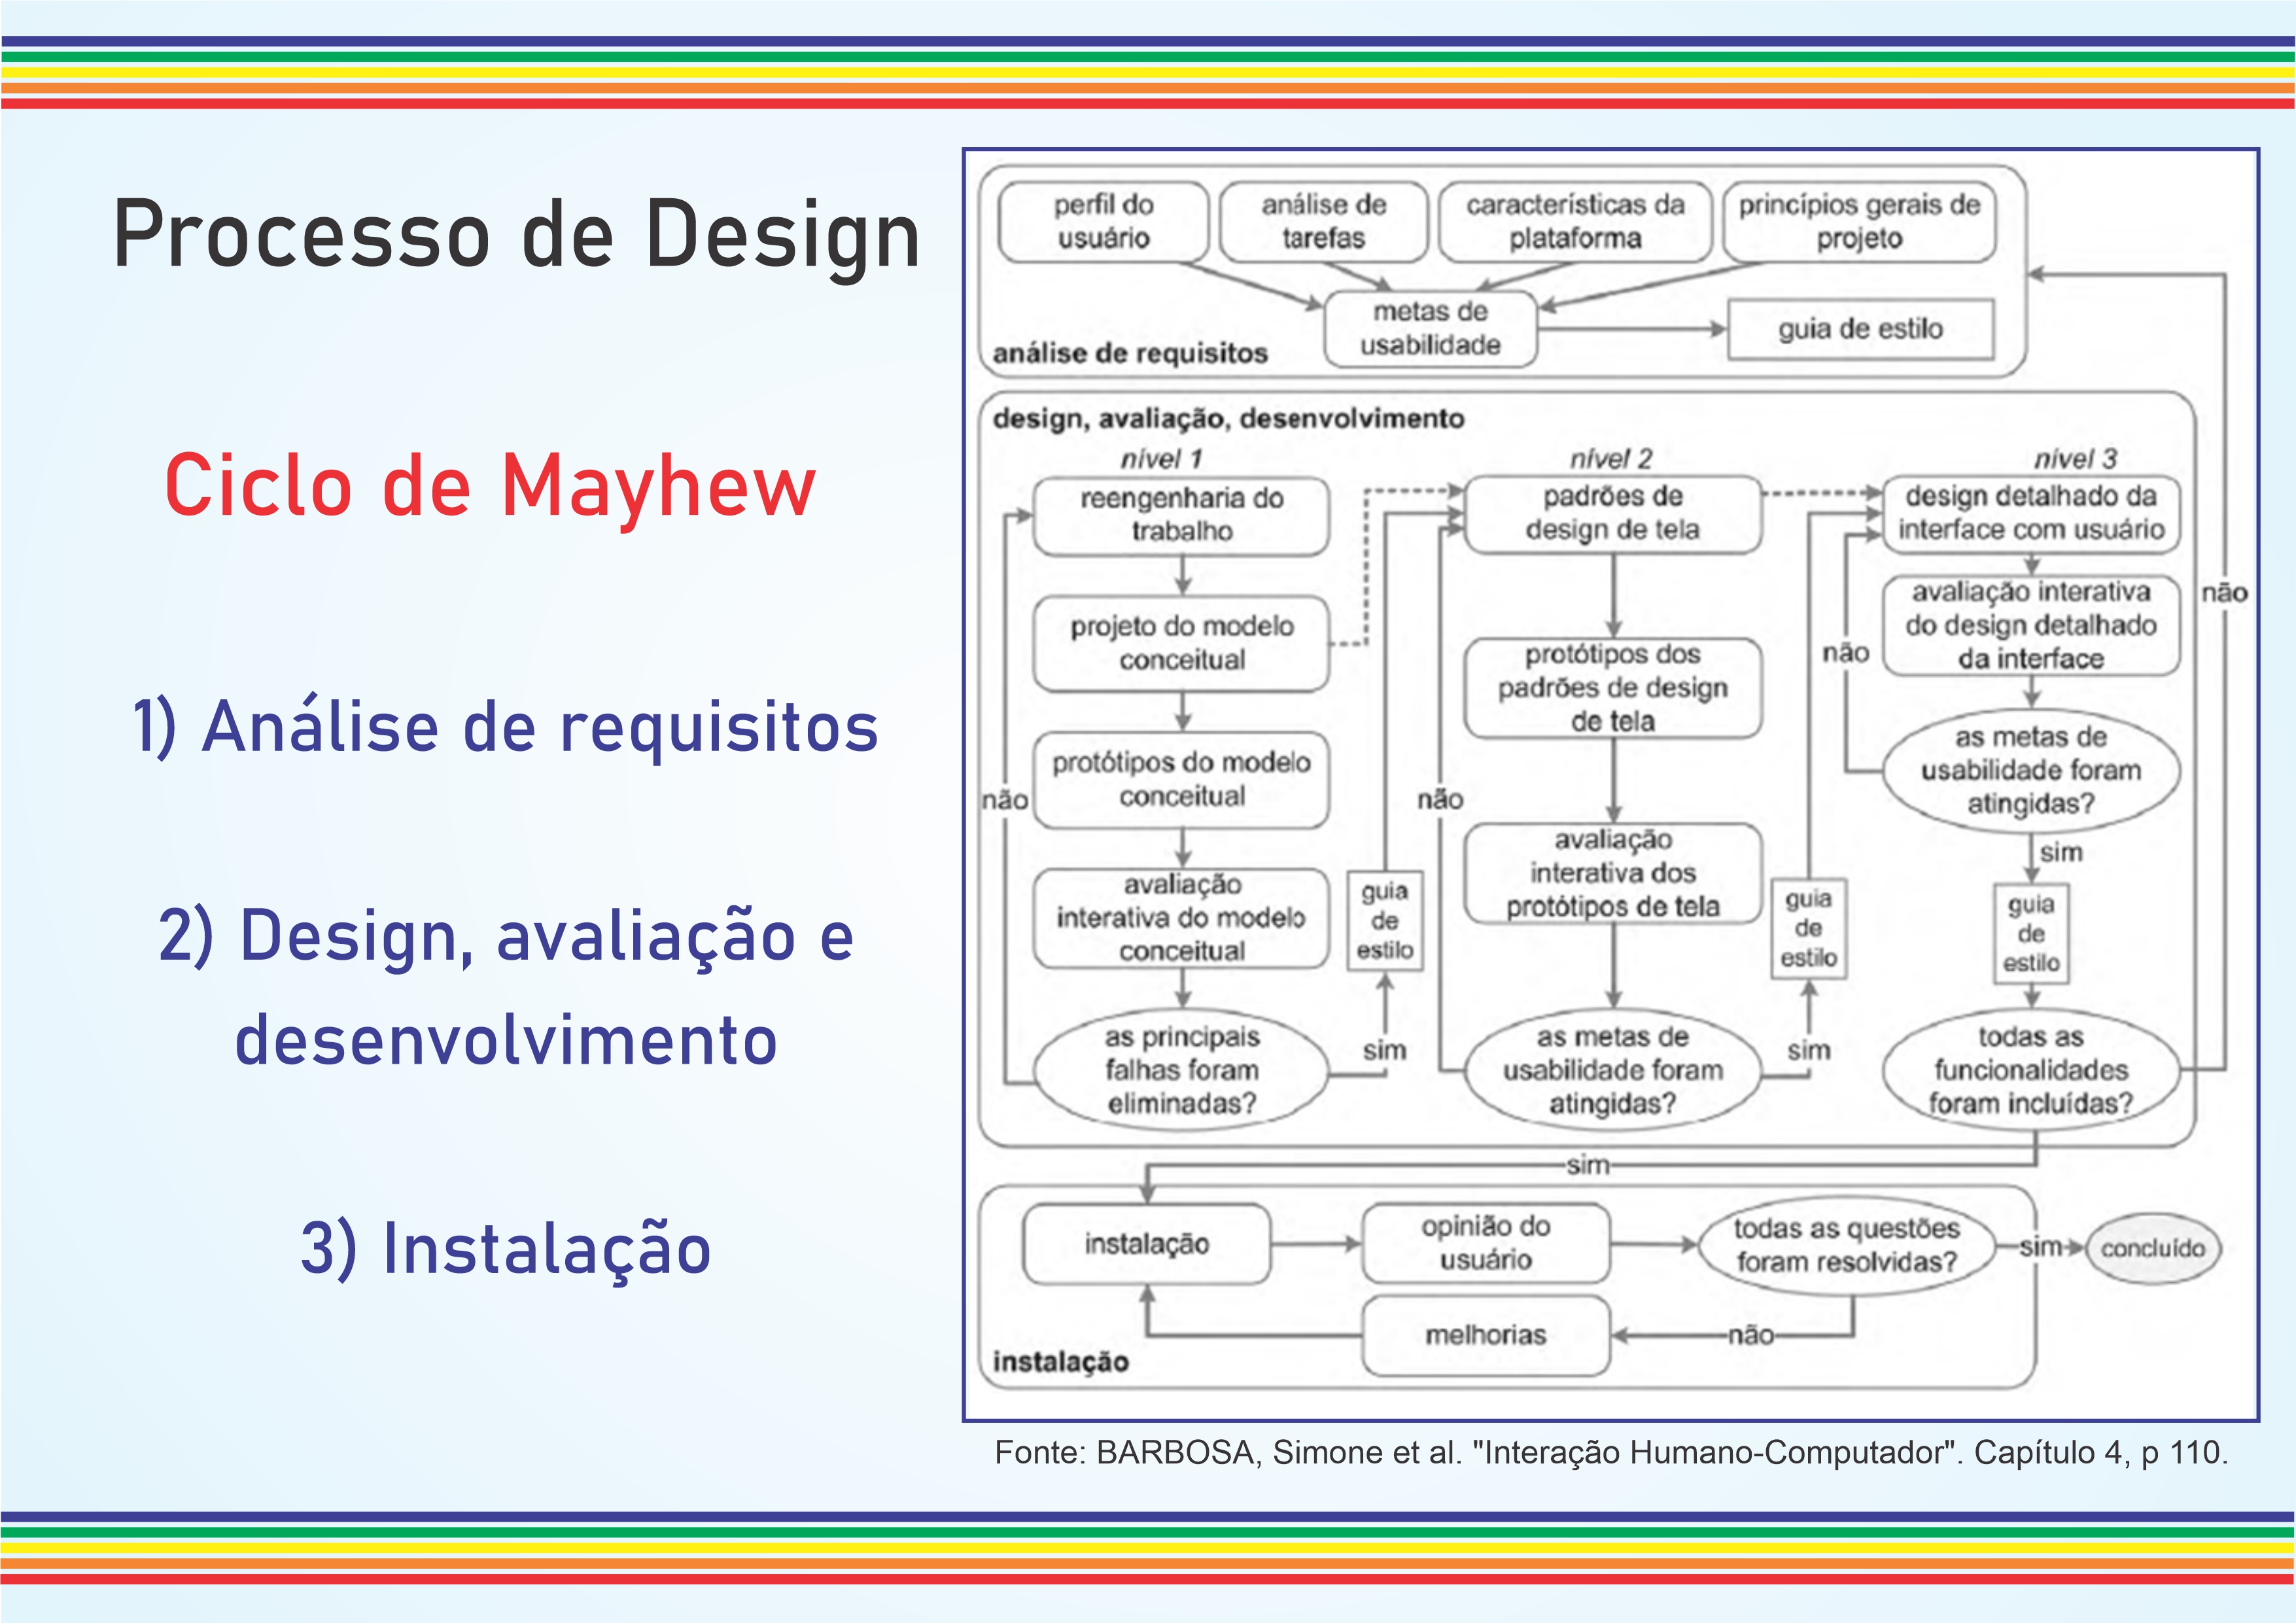 Processo de Design
Ciclo de Mayhew
1) Análise de requisitos
2) Design, avaliação e
desenvolvimento
3) Instalação
perfil do
usuário
análise de
tarefas
características da
plataforma
princípios gerais de
projeto
metas de
usabilidade
guia de estilo
análise de requisitos
design, avaliação, desenvolvimento
nível 1
reengenharia do
trabalho
projeto do modelo
conceitual
protótipos do modelo
conceitual
não
avaliação
interativa do modelo
conceitual
as principais
falhas foram
eliminadas?
sim
guia
de
estilo
nível 2
padrões de
design de tela
protótipos dos
padrões de design
de tela
não
avaliação
interativa dos
protótipos de tela
as metas de
usabilidade foram
atingidas?
sim
guia
de
estilo
nível 3
design detalhado da
interface com usuário
avaliação interativa
do design detalhado
da interface
não
as metas de
usabilidade foram
atingidas?
sim
guia
de
estilo
todas as
funcionalidades
foram incluídas?
não
sim
instalação
opinião do
usuário
todas as questões
foram resolvidas?
sim
concluído
não
melhorias
instalação
Fonte: BARBOSA, Simone et al. "Interação Humano-Computador". Capítulo 4, p 110.